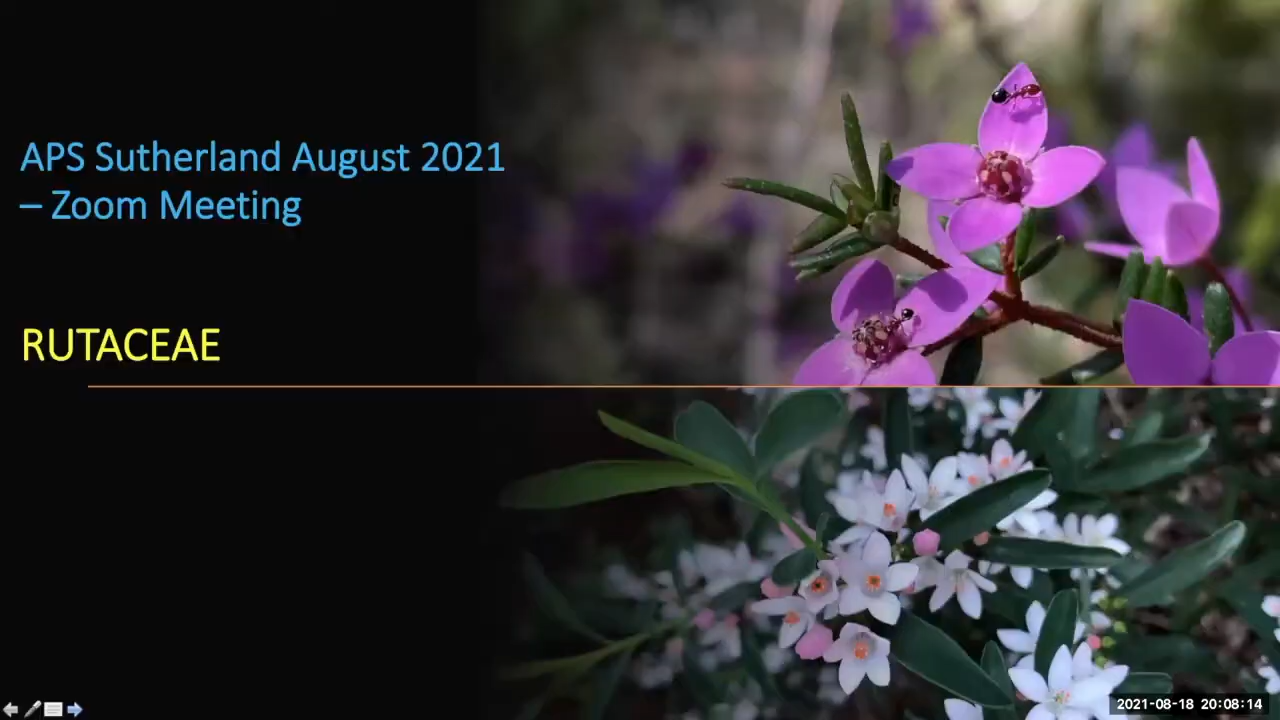 APS Sutherland August 2021
– Zoom Meeting
RUTACEAE
2021-08-18 20:08:14